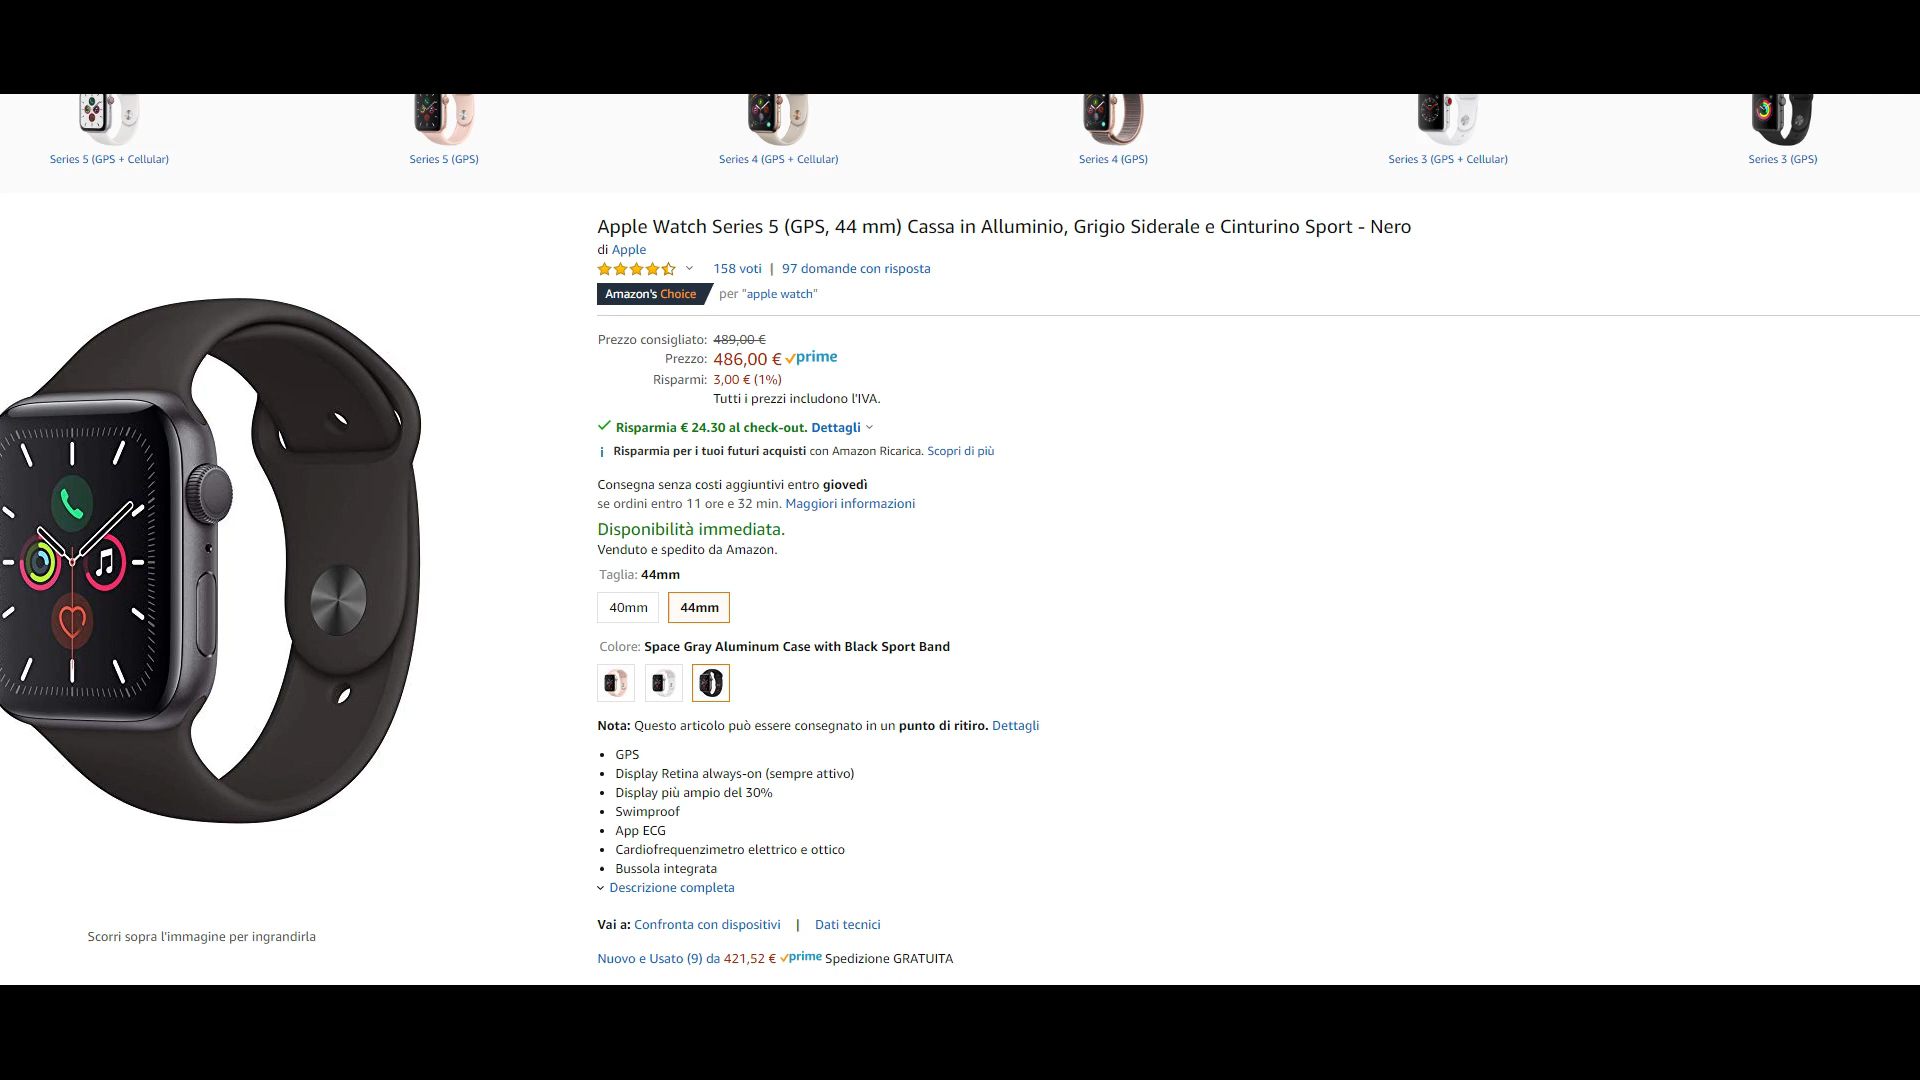 Series 5 (GPS + Cellular)
Series 5 (GPS)
Series 4 (GPS + Cellular)
Series 4 (GPS)
Series 3 (GPS + Cellular)
Series 3 (GPS)
Apple Watch Series 5 (GPS, 44 mm) Cassa in Alluminio, Grigio Siderale e Cinturino Sport - Nero
di Apple
158 voti | 97 domande con risposta
Amazon's Choice per "apple watch"
Prezzo consigliato: 489,00 €
Prezzo: 486,00 € prime
Risparmi: 3,00 € (1%)
Tutti i prezzi includono l'IVA.
Risparmia € 24.30 al check-out. Dettagli
i Risparmia per i tuoi futuri acquisti con Amazon Ricarica. Scopri di più
Consegna senza costi aggiuntivi entro giovedì
se ordini entro 11 ore e 32 min. Maggiori informazioni
Disponibilità immediata.
Venduto e spedito da Amazon.
Taglia: 44mm
40mm 44mm
Colore: Space Gray Aluminum Case with Black Sport Band
Nota: Questo articolo può essere consegnato in un punto di ritiro. Dettagli
• GPS
• Display Retina always-on (sempre attivo)
• Display più ampio del 30%
• Swimproof
• App ECG
• Cardiofrequenzimetro elettrico e ottico
• Bussola integrata
Descrizione completa
Vai a: Confronta con dispositivi | Dati tecnici
Nuovo e Usato (9) da 421,52 € prime Spedizione GRATUITA
Scorri sopra l'immagine per ingrandirla